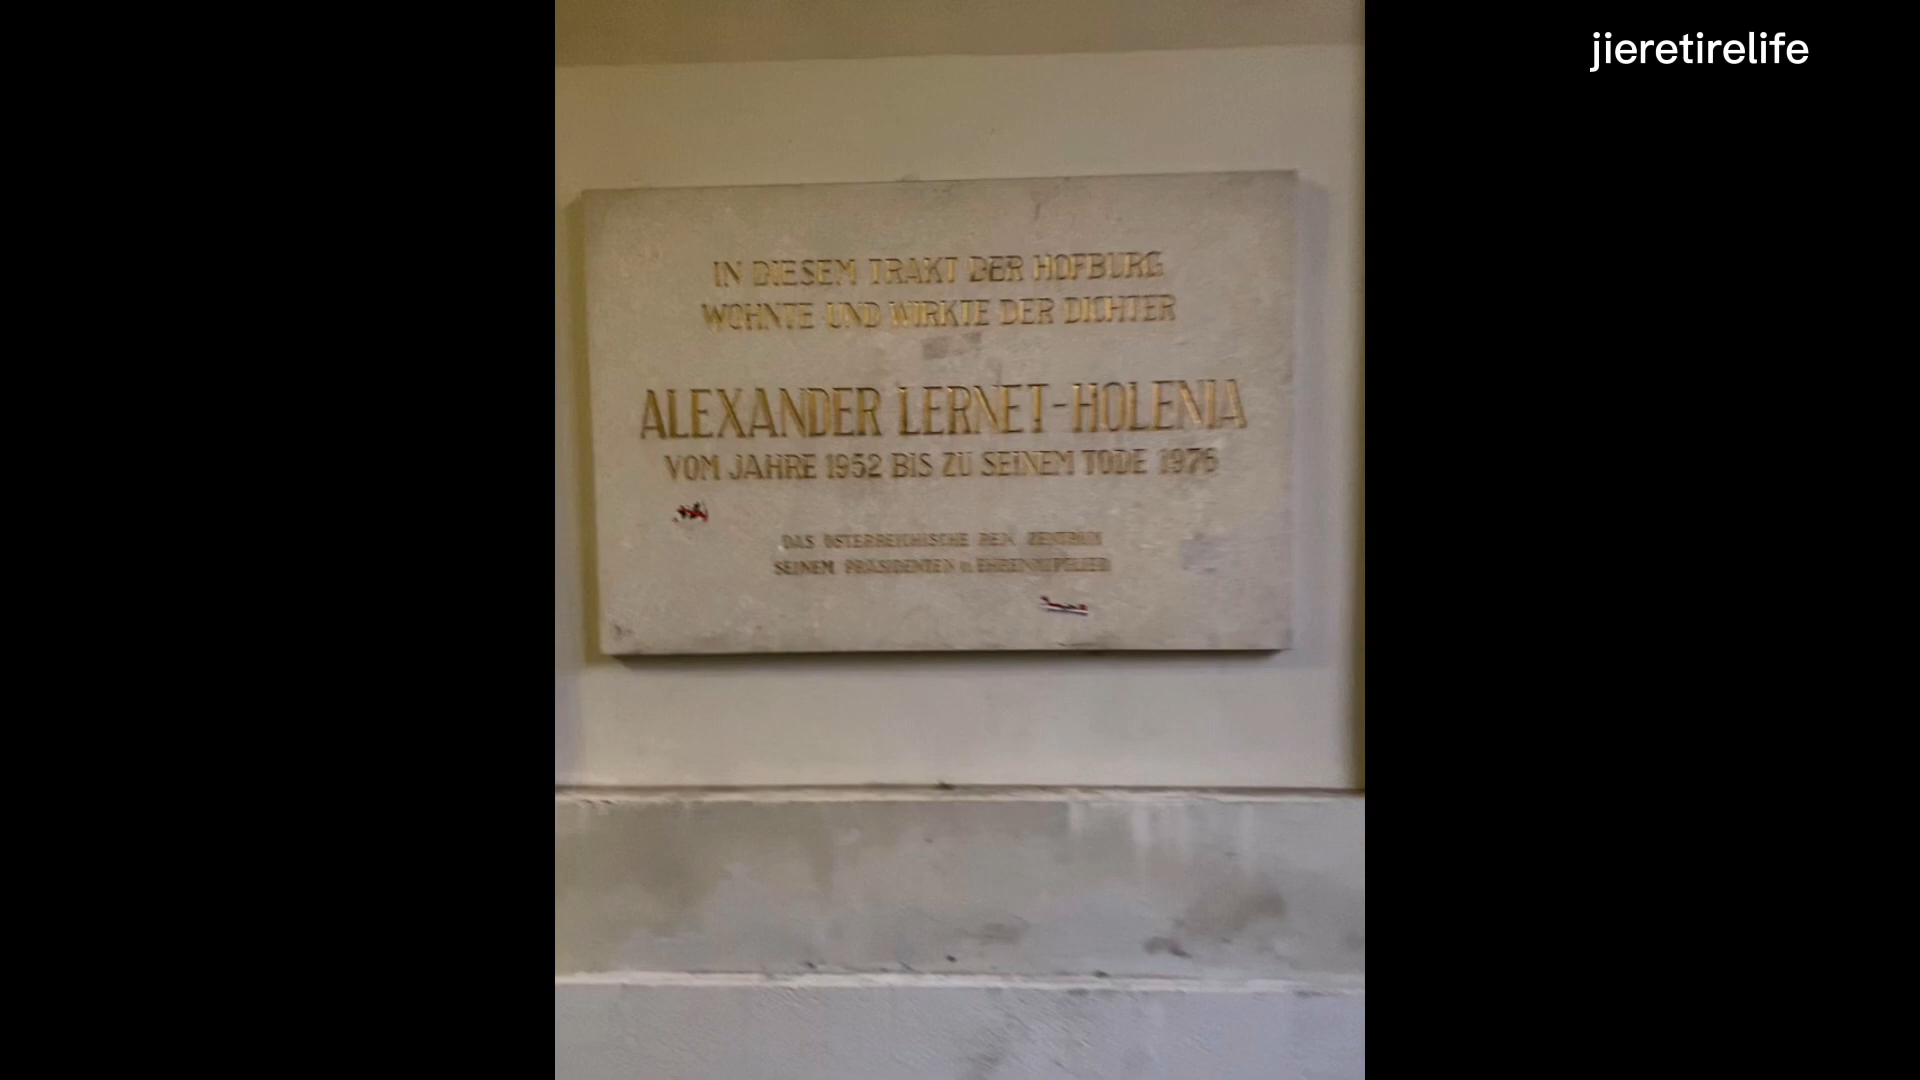 jieretirelife
IN DIESEM TRAKT DER HOFBURG
WOHNTE UND WIRKTE DER DICHTER
ALEXANDER LERNET-HOLENIA
VOM JAHRE 1952 BIS ZU SEINEM TODE 1976
DAS ÖSTERREICHISCHE P.E.N. ZENTRUM
SEINEM PRÄSIDENTEN u. EHRENMITGLIED